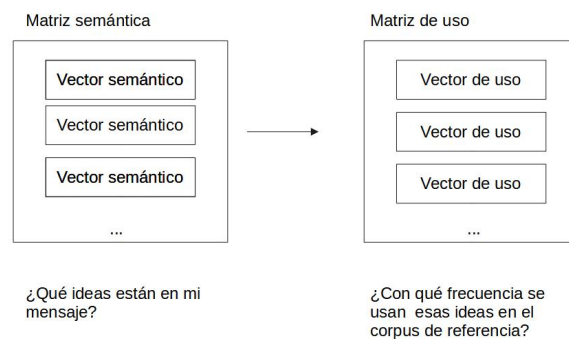 Matriz semántica
Vector semántico
Vector semántico
Vector semántico
...
¿Qué ideas están en mi
mensaje?
Matriz de uso
Vector de uso
Vector de uso
Vector de uso
...
¿Con qué frecuencia se
usan esas ideas en el
corpus de referencia?